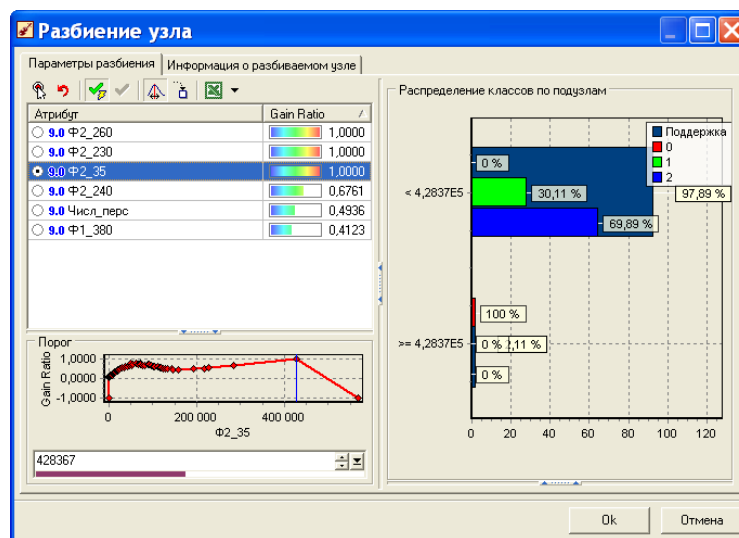 Разбиение узла
Параметры разбиения
Информация о разбиваемом узле
Атрибут Gain Ratio /
9.0 Ф2_260 1,0000
9.0 Ф2_230 1,0000
9.0 Ф2_35 1,0000
9.0 Ф2_240 0,6761
9.0 Числ_перс 0,4936
9.0 Ф1_380 0,4123
Порог
Gain Ratio
1,0000
0,0000
-1,0000
0 200 000 400 000
Ф2_35
428367
Распределение классов по подузлам
Поддержка
0
1
2
0 %
< 4,2837E5
30,11 %
97,89 %
69,89 %
100 %
>= 4,2837E5
0 %
2,11 %
0 %
0 20 40 60 80 100 120
Ok
Отмена